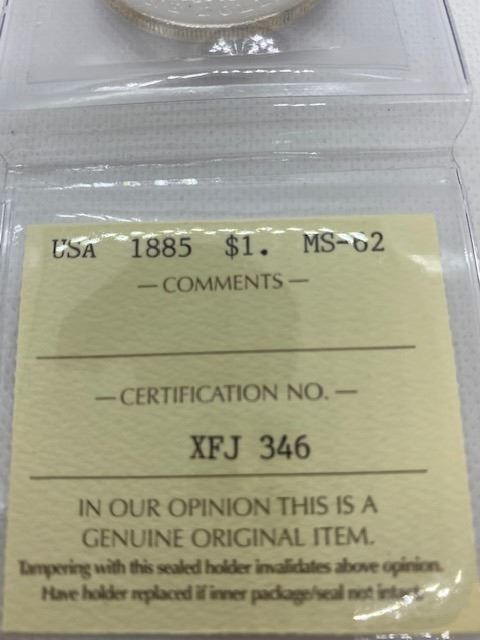 USA 1885 $1. MS-62
— COMMENTS —
— CERTIFICATION NO. —
XFJ 346
IN OUR OPINION THIS IS A
GENUINE ORIGINAL ITEM.
Tampering with this sealed holder invalidates above opinion.
Have holder replaced if inner package/seal not intact.